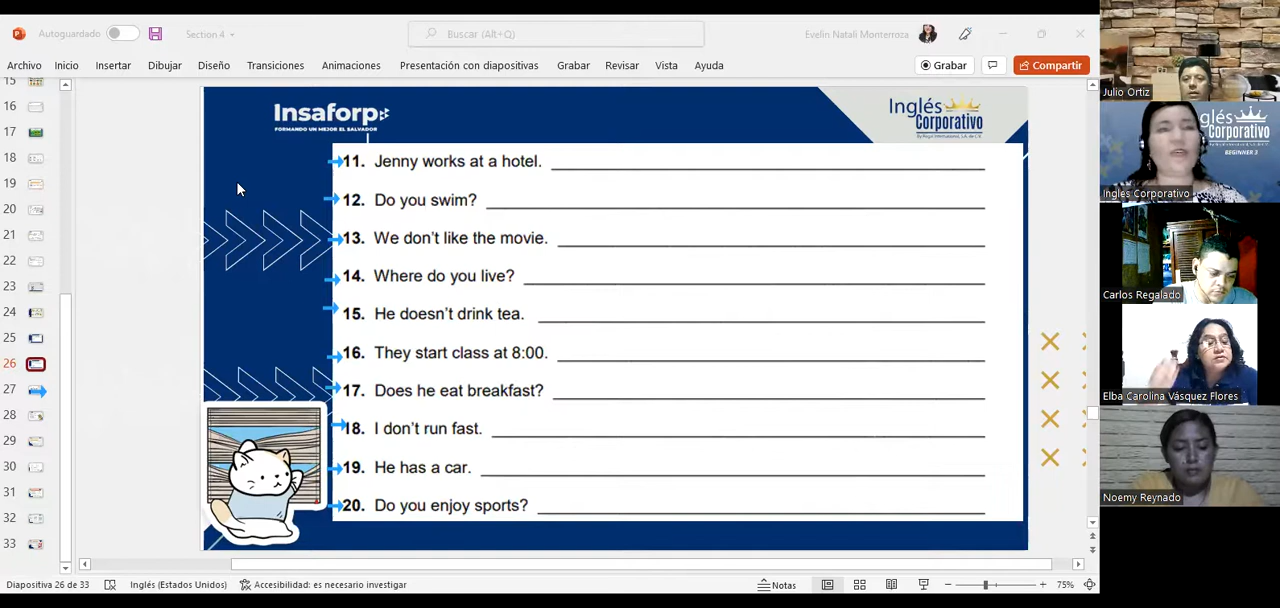 Autoguardado
Section 4
Buscar (Alt+Q)
Evelin Natali Monterroza
Archivo Inicio Insertar Dibujar Diseño Transiciones Animaciones Presentación con diapositivas Grabar Revisar Vista Ayuda
Grabar
Compartir
15
16
17
18
19
20
21
22
23
24
25
26
27
28
29
30
31
32
33
Insaforp
FORMANDO UN MEJOR EL SALVADOR
Inglés
Corporativo
11. Jenny works at a hotel.
12. Do you swim?
13. We don't like the movie.
14. Where do you live?
15. He doesn't drink tea.
16. They start class at 8:00.
17. Does he eat breakfast?
18. I don't run fast.
19. He has a car.
20. Do you enjoy sports?
Diapositiva 26 de 33 Inglés (Estados Unidos) Accesibilidad: es necesario investigar
Notas
75%
Julio Ortiz
Corporativo
BEGINNER 3
Inglés Corporativo
Carlos Regalado
Elba Carolina Vásquez Flores
Noemy Reynado